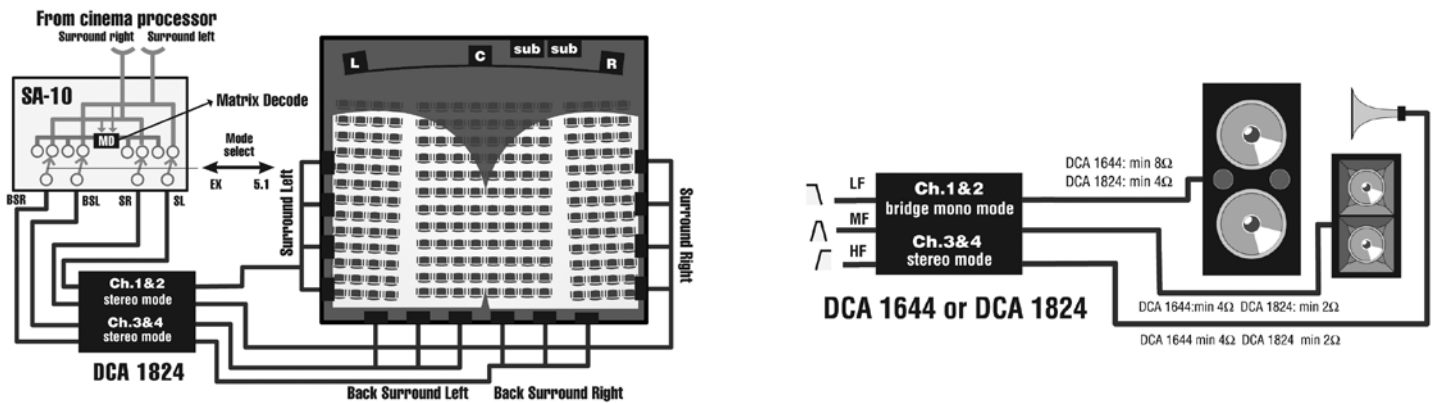 From cinema processor
Surround right Surround left
SA-10
Matrix Decode
MD
Mode
select
EX 5.1
BSR BSL SR SL
Ch.1&2
stereo mode
Ch.3&4
stereo mode
DCA 1824
L C sub sub R
Surround Left
Surround Right
Back Surround Left Back Surround Right
LF
MF
HF
Ch.1&2
bridge mono mode
Ch.3&4
stereo mode
DCA 1644 or DCA 1824
DCA 1644: min 8Ω
DCA 1824: min 4Ω
DCA 1644:min 4Ω DCA 1824: min 2Ω
DCA 1644 min 4Ω DCA 1824 min 2Ω